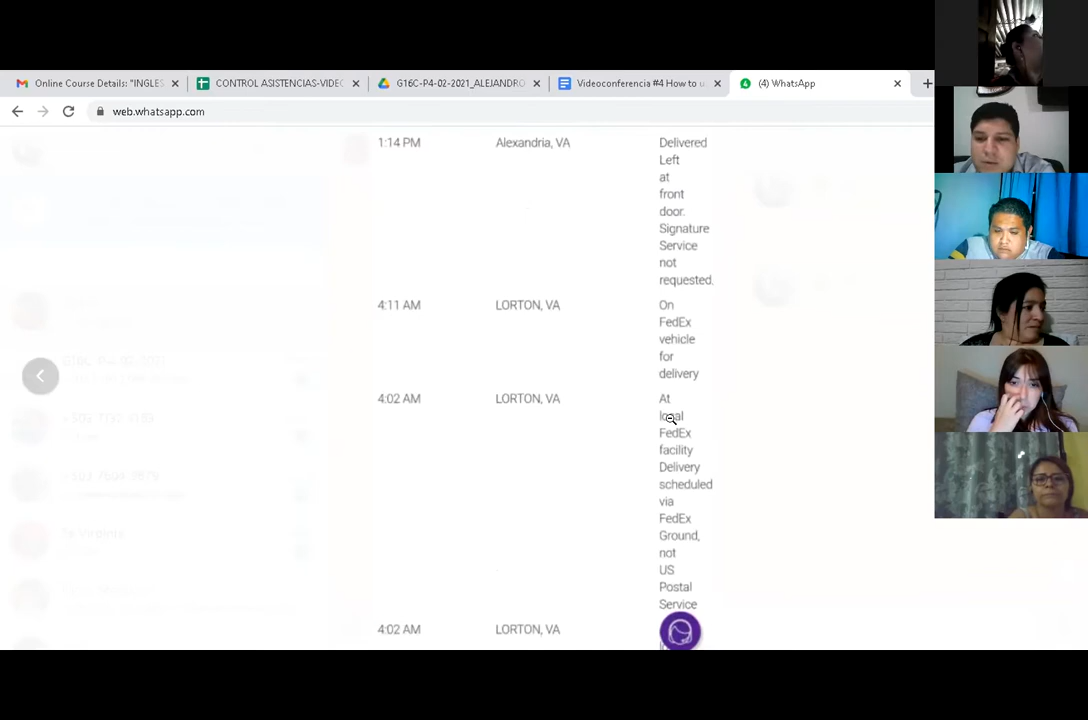 Online Course Details: "INGLES
CONTROL ASISTENCIAS-VIDEC
G16C-P4-02-2021_ALEJANDRO
Videoconferencia #4 How to u
(4) WhatsApp
web.whatsapp.com
1:14 PM Alexandria, VA Delivered
Left
at
front
door.
Signature
Service
not
requested.
4:11 AM LORTON, VA On
FedEx
vehicle
for
delivery
4:02 AM LORTON, VA At
local
FedEx
facility
Delivery
scheduled
via
FedEx
Ground,
not
US
Postal
Service
4:02 AM LORTON, VA